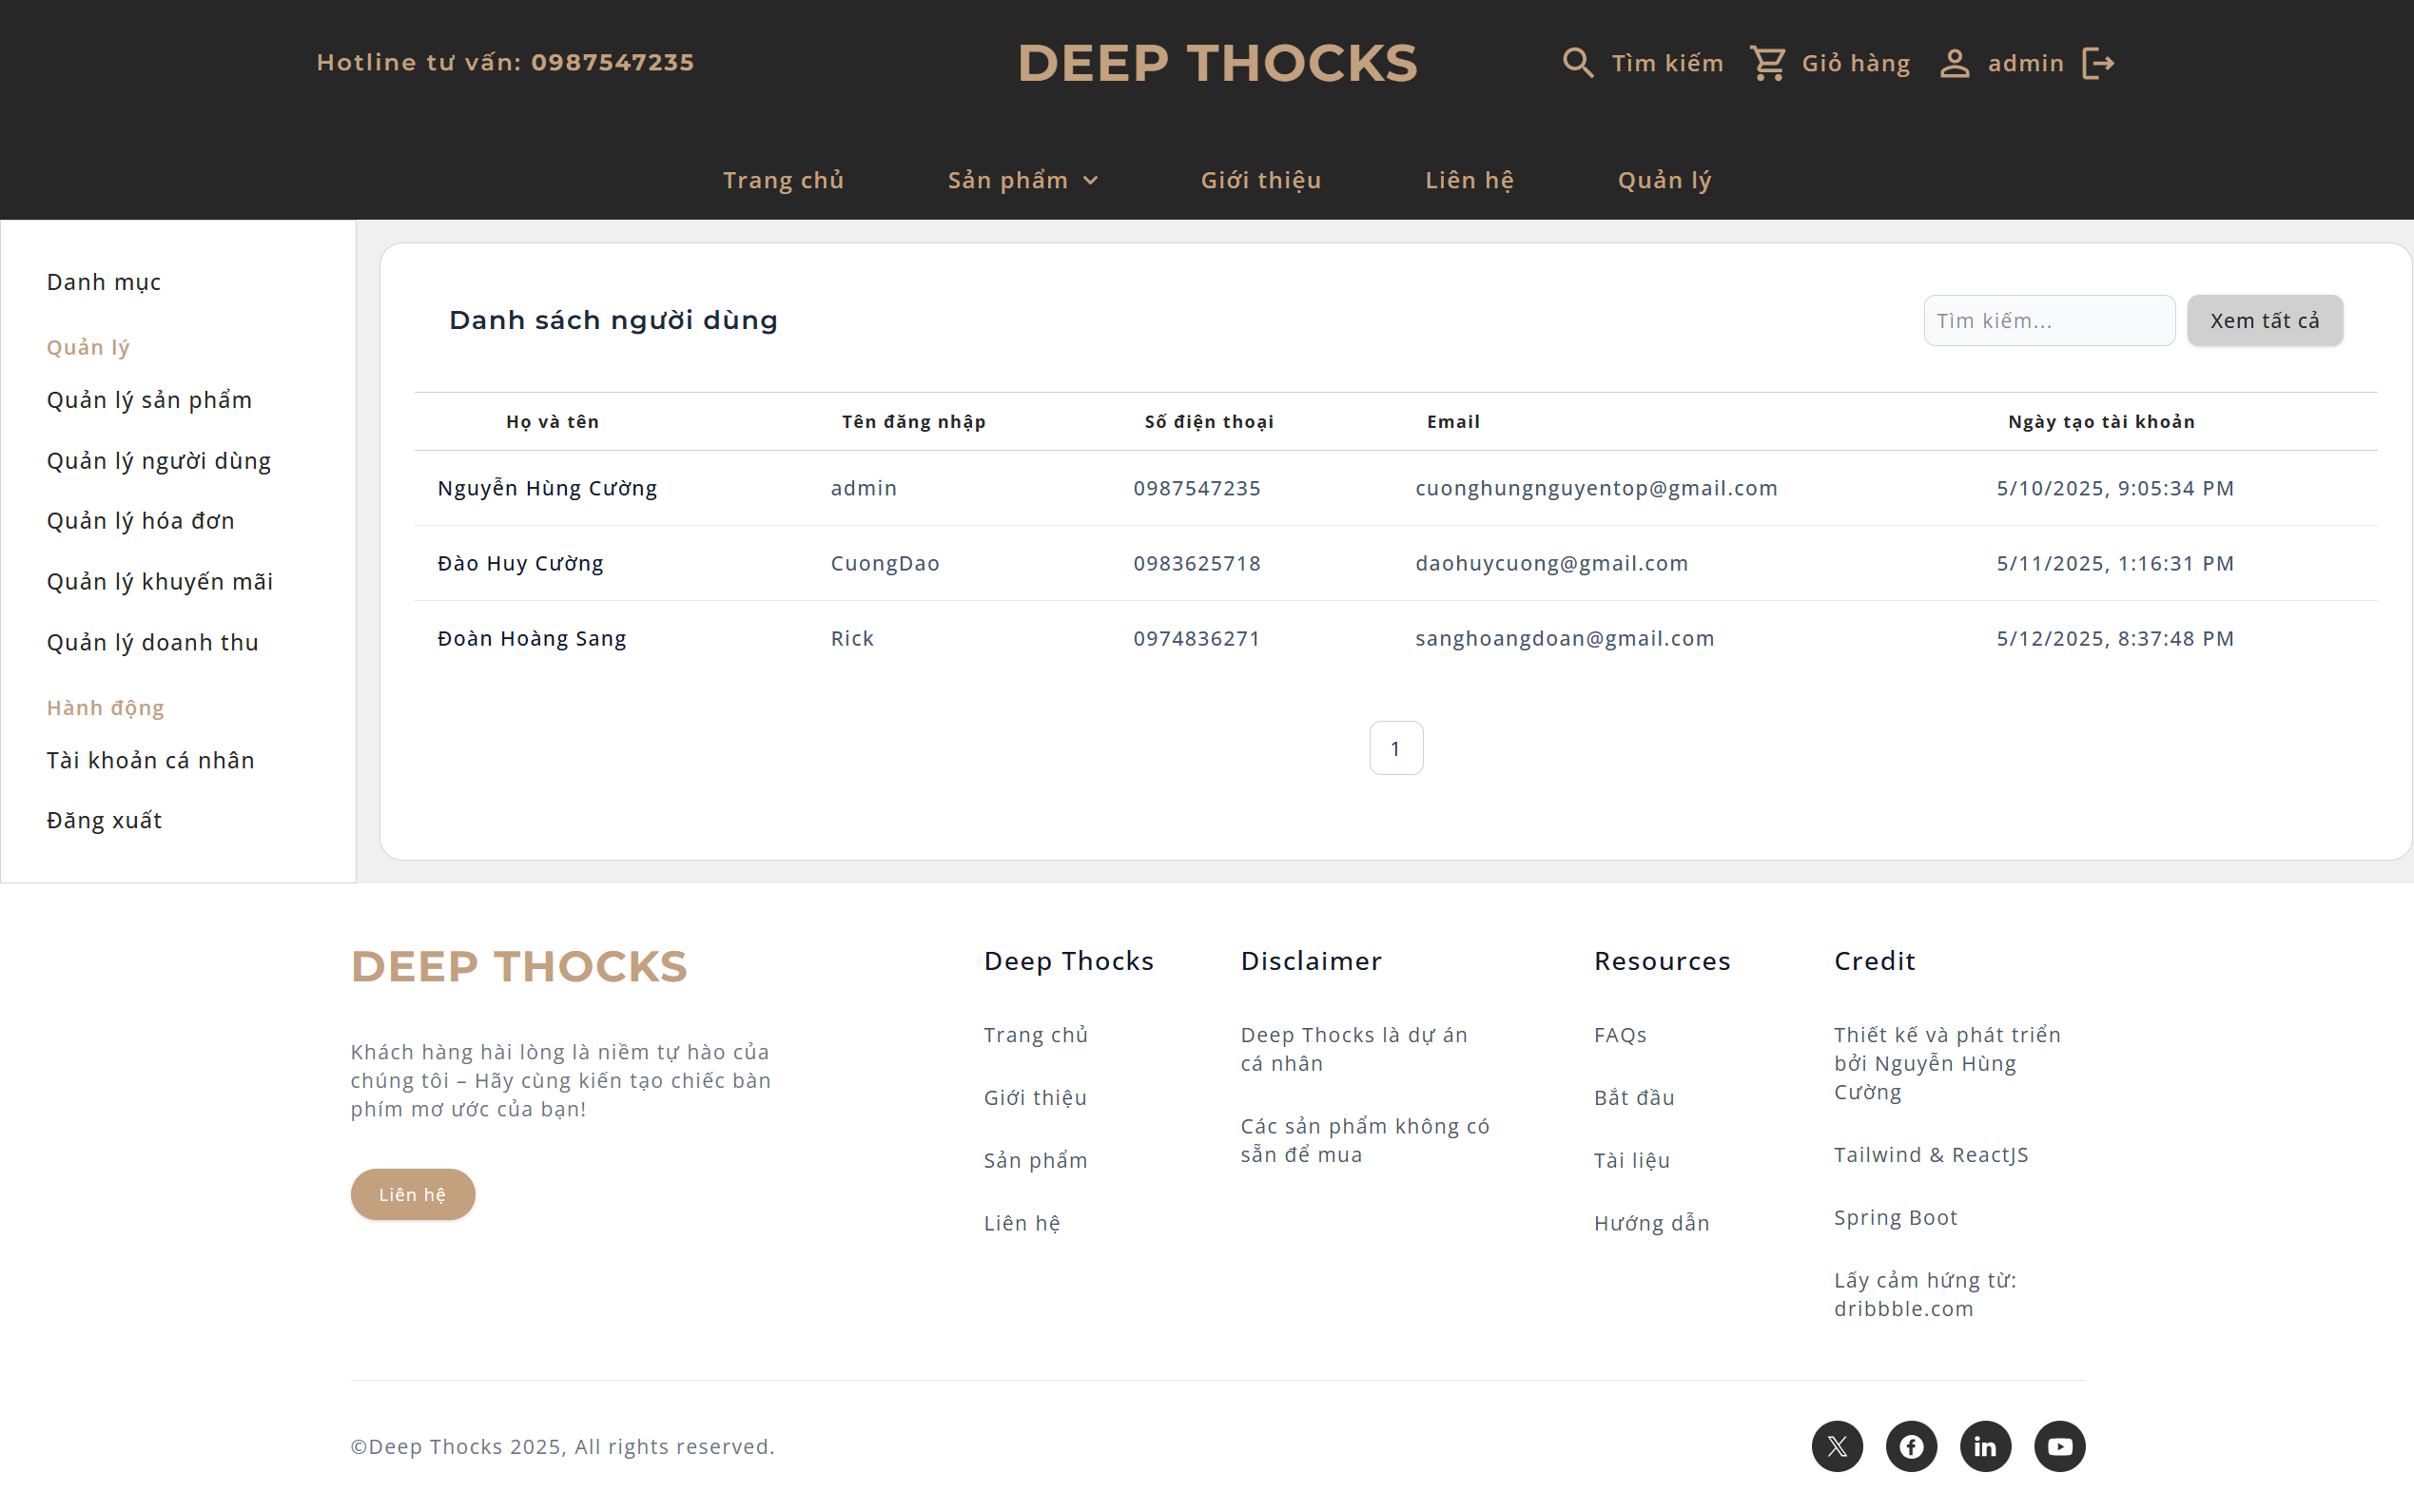 Hotline tư vấn: 0987547235
DEEP THOCKS
Tìm kiếm
Giỏ hàng
admin
Trang chủ
Sản phẩm
Giới thiệu
Liên hệ
Quản lý
Danh mục
Quản lý
Quản lý sản phẩm
Quản lý người dùng
Quản lý hóa đơn
Quản lý khuyến mãi
Quản lý doanh thu
Hành động
Tài khoản cá nhân
Đăng xuất
Danh sách người dùng
Tìm kiếm...
Xem tất cả
Họ và tên Tên đăng nhập Số điện thoại Email Ngày tạo tài khoản
Nguyễn Hùng Cường admin 0987547235 cuonghungnguyentop@gmail.com 5/10/2025, 9:05:34 PM
Đào Huy Cường CuongDao 0983625718 daohuycuong@gmail.com 5/11/2025, 1:16:31 PM
Đoàn Hoàng Sang Rick 0974836271 sanghoangdoan@gmail.com 5/12/2025, 8:37:48 PM
1
DEEP THOCKS
Khách hàng hài lòng là niềm tự hào của
chúng tôi – Hãy cùng kiến tạo chiếc bàn
phím mơ ước của bạn!
Liên hệ
Deep Thocks
Trang chủ
Giới thiệu
Sản phẩm
Liên hệ
Disclaimer
Deep Thocks là dự án
cá nhân
Các sản phẩm không có
sẵn để mua
Resources
FAQs
Bắt đầu
Tài liệu
Hướng dẫn
Credit
Thiết kế và phát triển
bởi Nguyễn Hùng
Cường
Tailwind & ReactJS
Spring Boot
Lấy cảm hứng từ:
dribbble.com
©Deep Thocks 2025, All rights reserved.